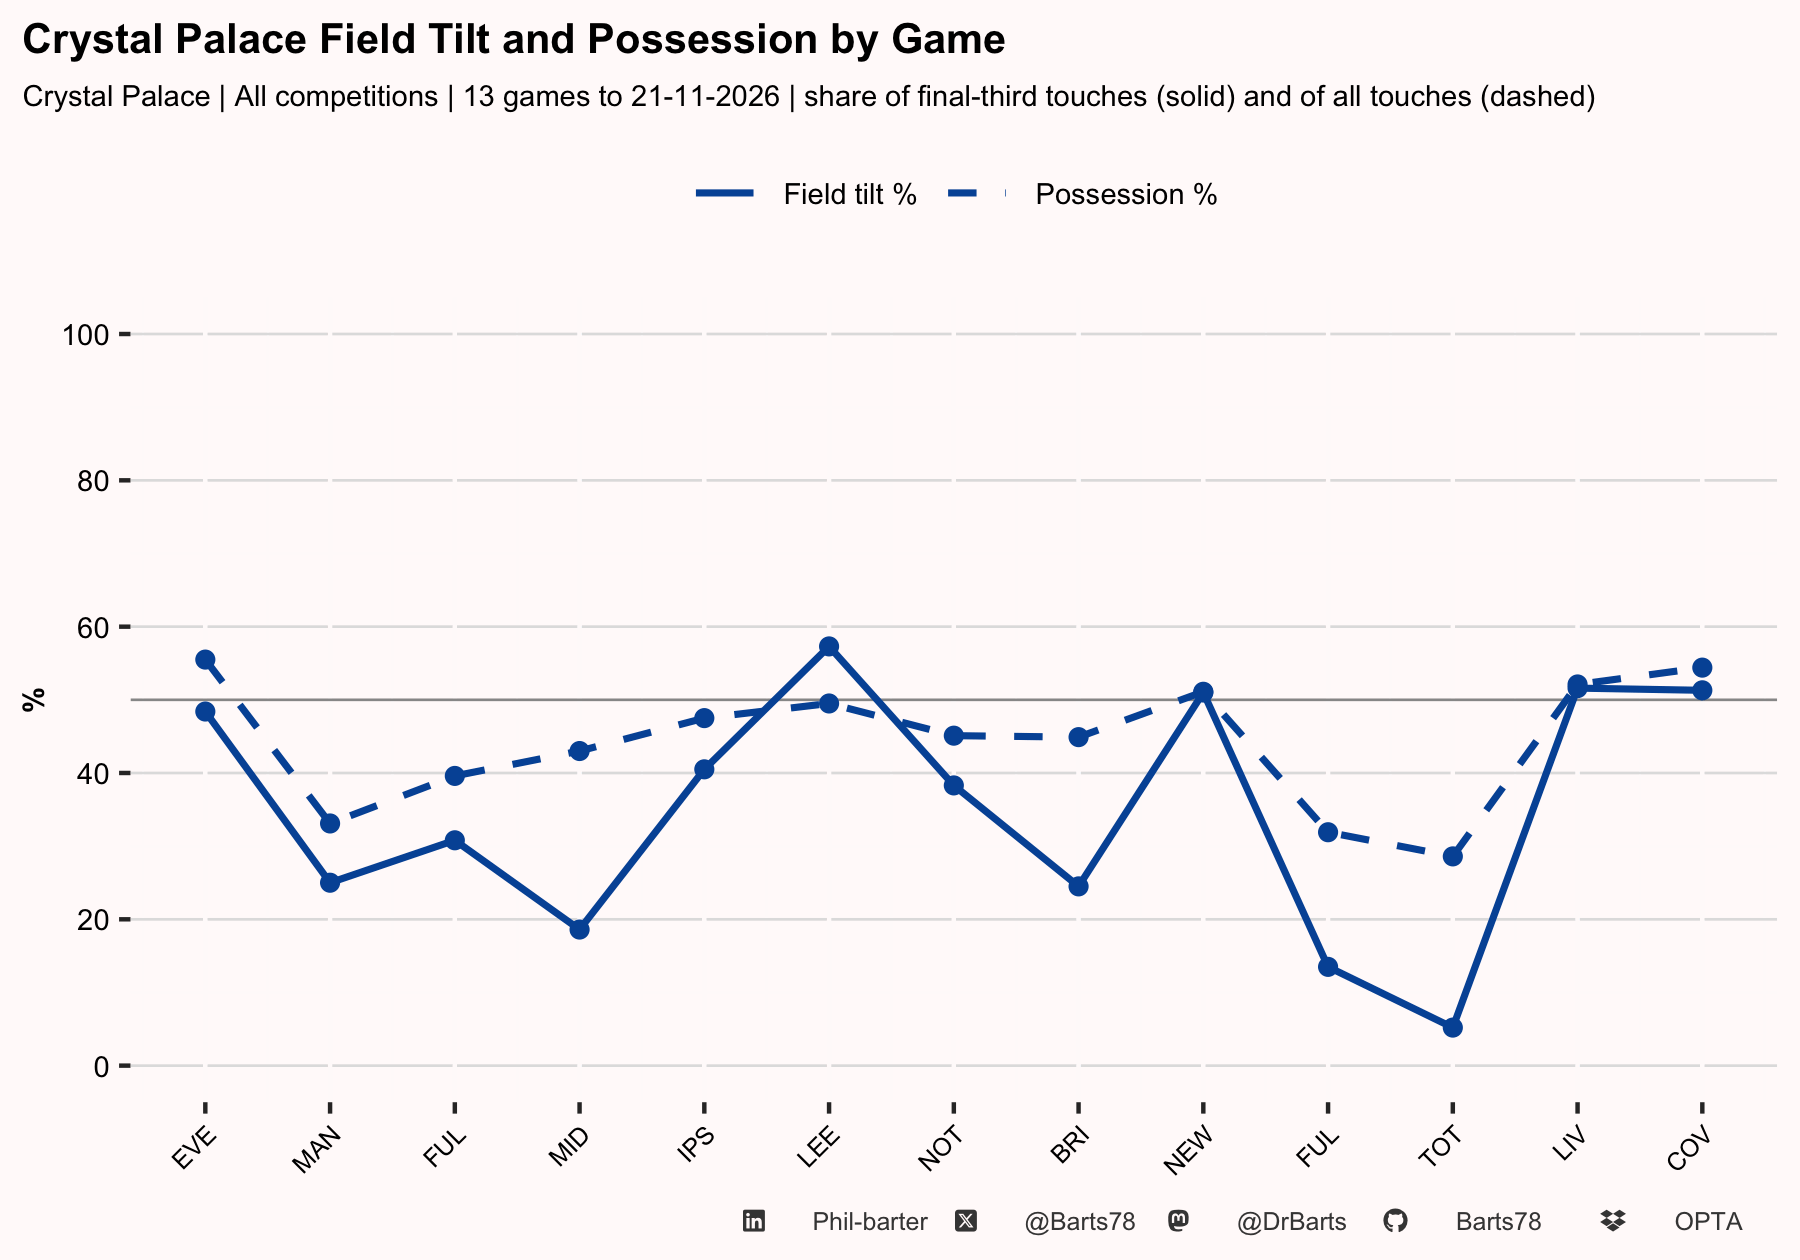 Crystal Palace Field Tilt and Possession by Game
Crystal Palace | All competitions | 13 games to 21-11-2026 | share of final-third touches (solid) and of all touches (dashed)
Field tilt % Possession %
100
80
60
40
20
0
%
EVE MAN FUL MID IPS LEE NOT BRI NEW FUL TOT LIV COV
Phil-barter @Barts78 @DrBarts Barts78 OPTA